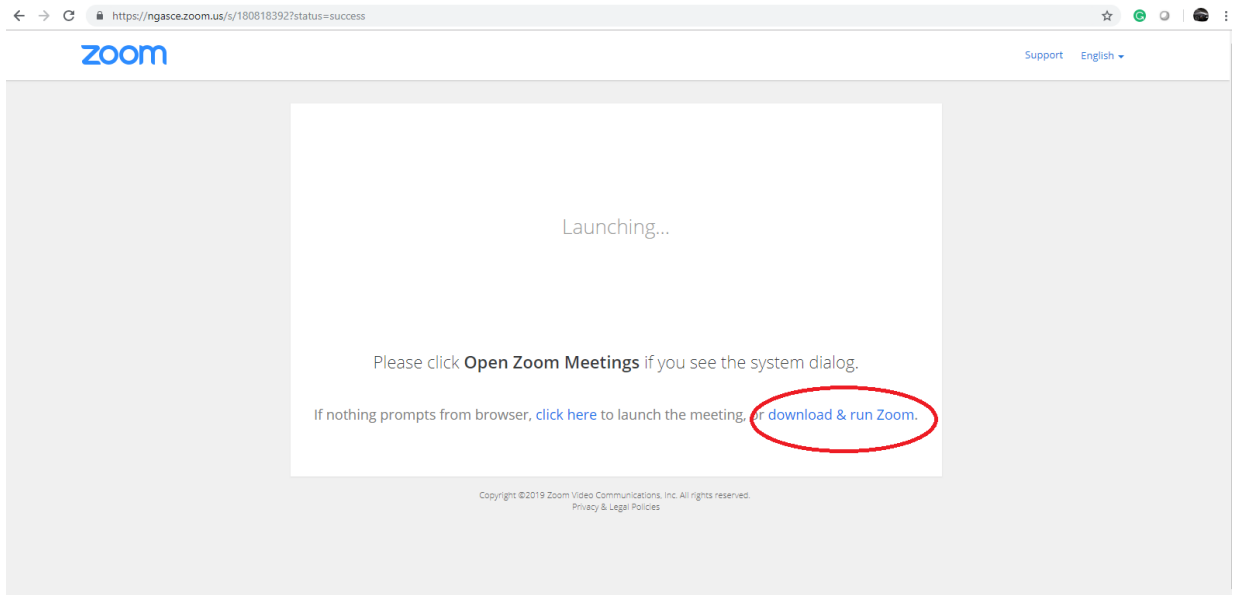 https://ngasce.zoom.us/s/180818392?status=success
zoom
Support English
Launching...
Please click Open Zoom Meetings if you see the system dialog.
If nothing prompts from browser, click here to launch the meeting, or download & run Zoom.
Copyright ©2019 Zoom Video Communications, Inc. All rights reserved.
Privacy & Legal Policies